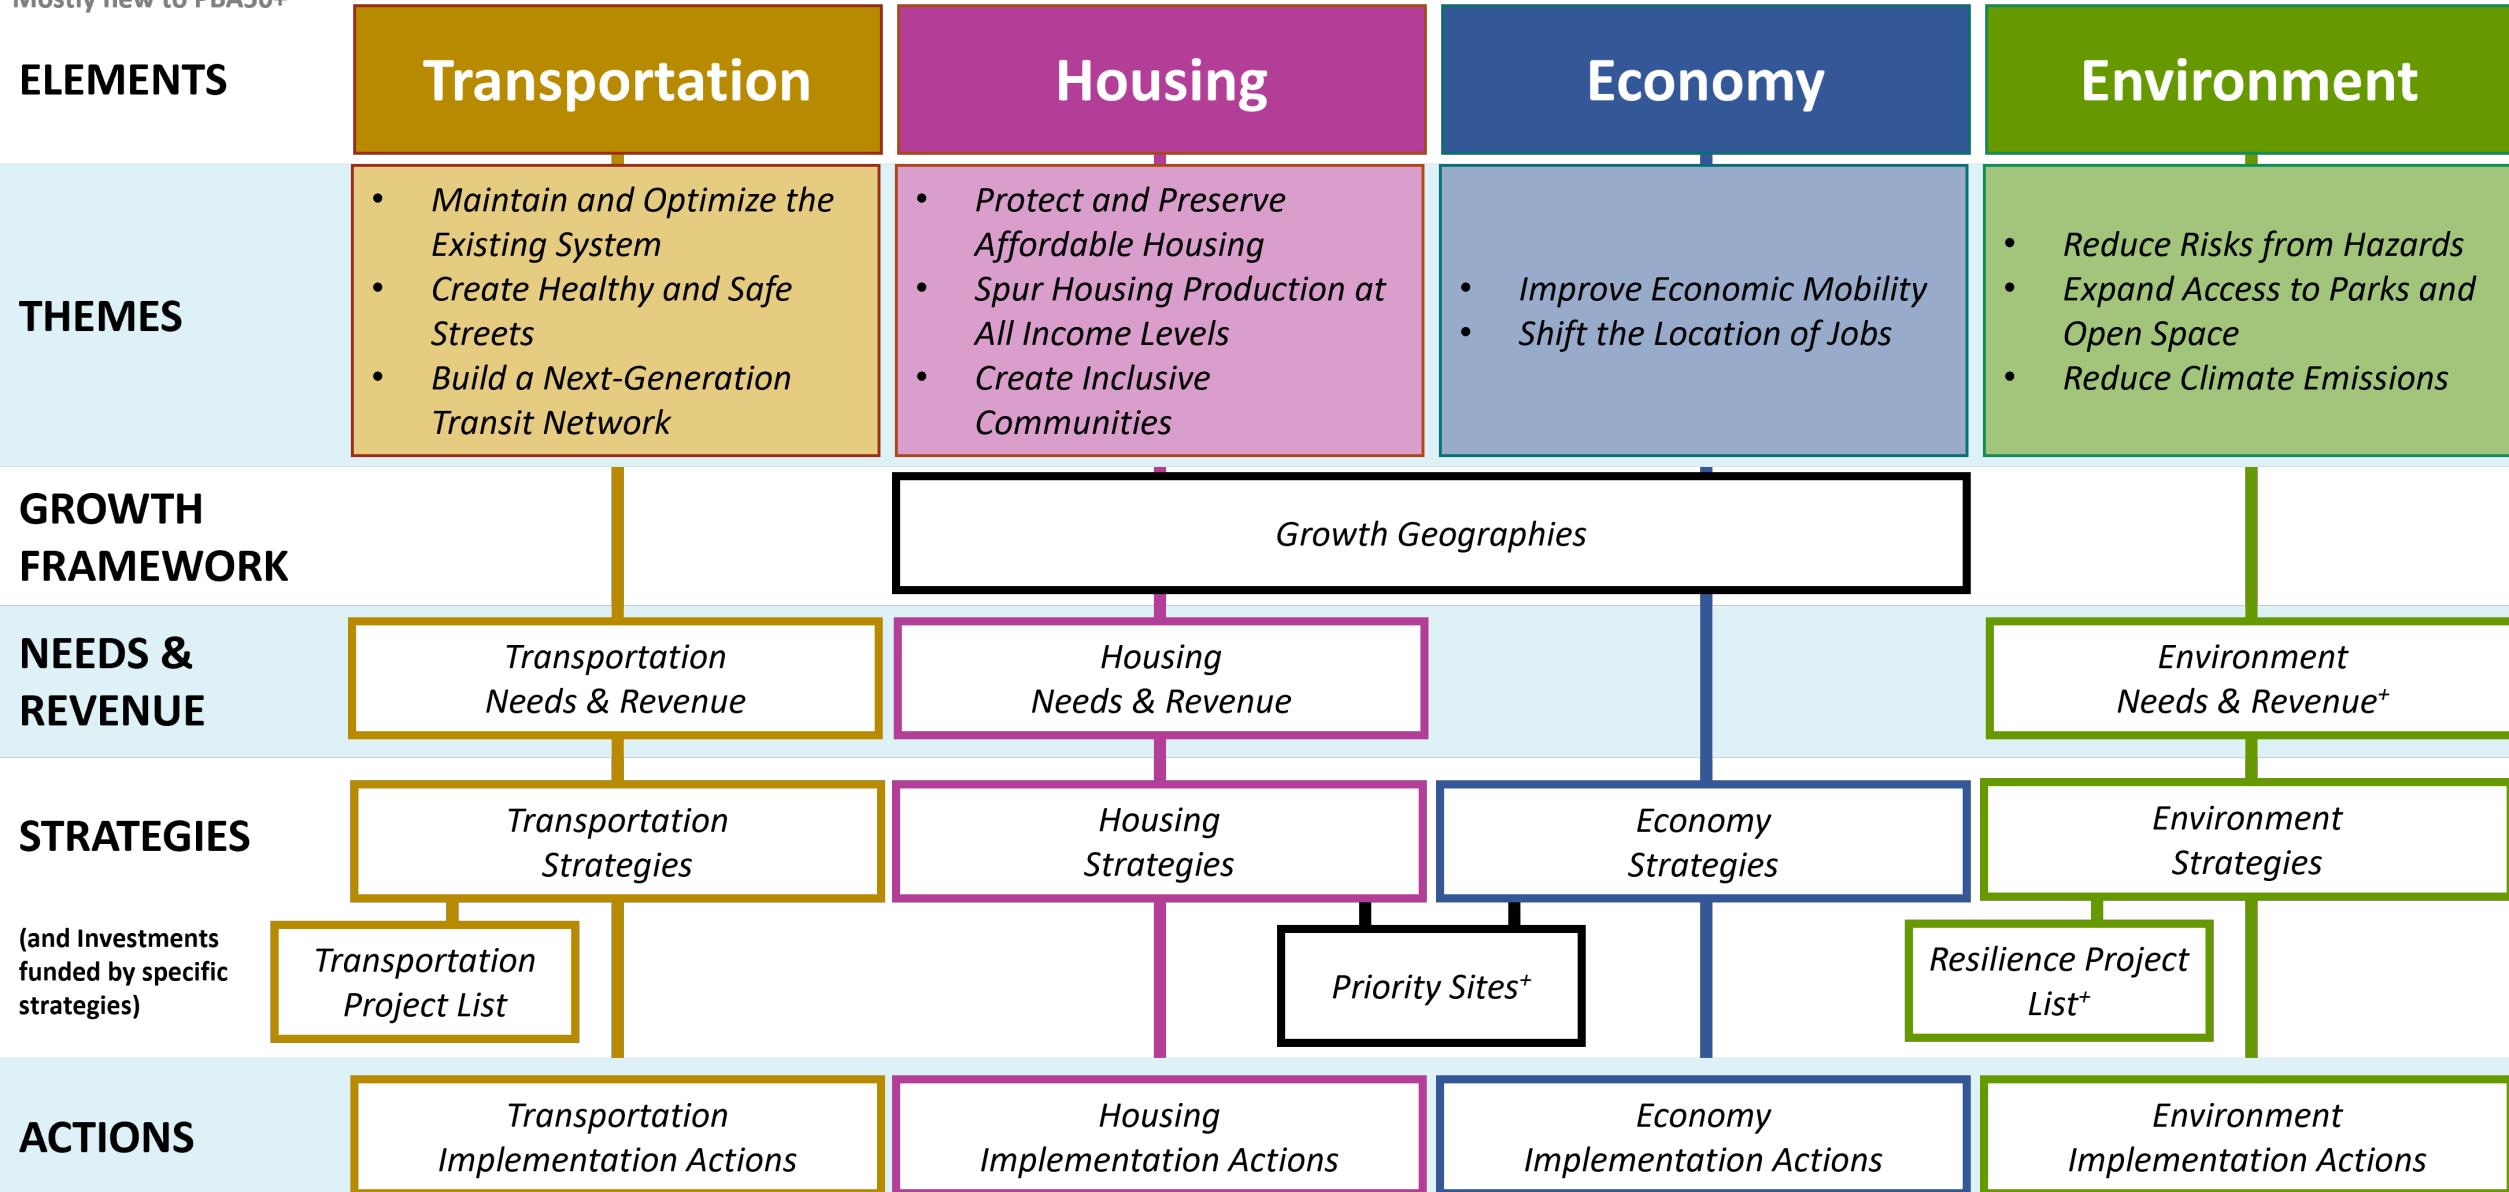 Mostly new to PBA50+
ELEMENTS
Transportation
Housing
Economy
Environment
THEMES
• Maintain and Optimize the
Existing System
• Create Healthy and Safe
Streets
• Build a Next-Generation
Transit Network
• Protect and Preserve
Affordable Housing
• Spur Housing Production at
All Income Levels
• Create Inclusive
Communities
• Improve Economic Mobility
• Shift the Location of Jobs
• Reduce Risks from Hazards
• Expand Access to Parks and
Open Space
• Reduce Climate Emissions
GROWTH
FRAMEWORK
Growth Geographies
NEEDS &
REVENUE
Transportation
Needs & Revenue
Housing
Needs & Revenue
Environment
Needs & Revenue⁺
STRATEGIES
Transportation
Strategies
Housing
Strategies
Economy
Strategies
Environment
Strategies
(and Investments
funded by specific
strategies)
Transportation
Project List
Priority Sites⁺
Resilience Project
List⁺
ACTIONS
Transportation
Implementation Actions
Housing
Implementation Actions
Economy
Implementation Actions
Environment
Implementation Actions